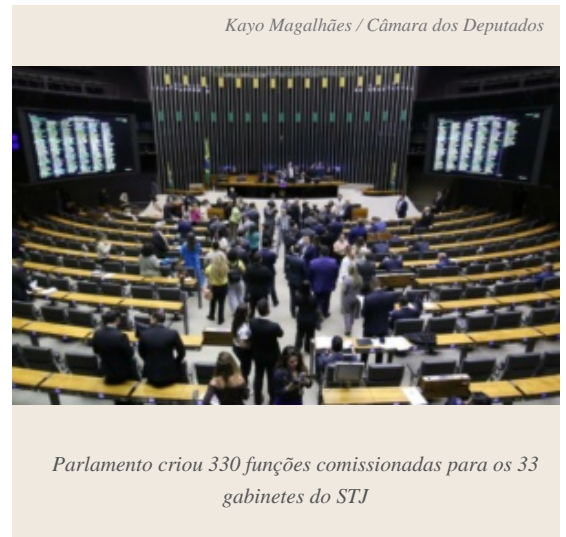 Kayo Magalhães / Câmara dos Deputados
Parlamento criou 330 funções comissionadas para os 33
gabinetes do STJ